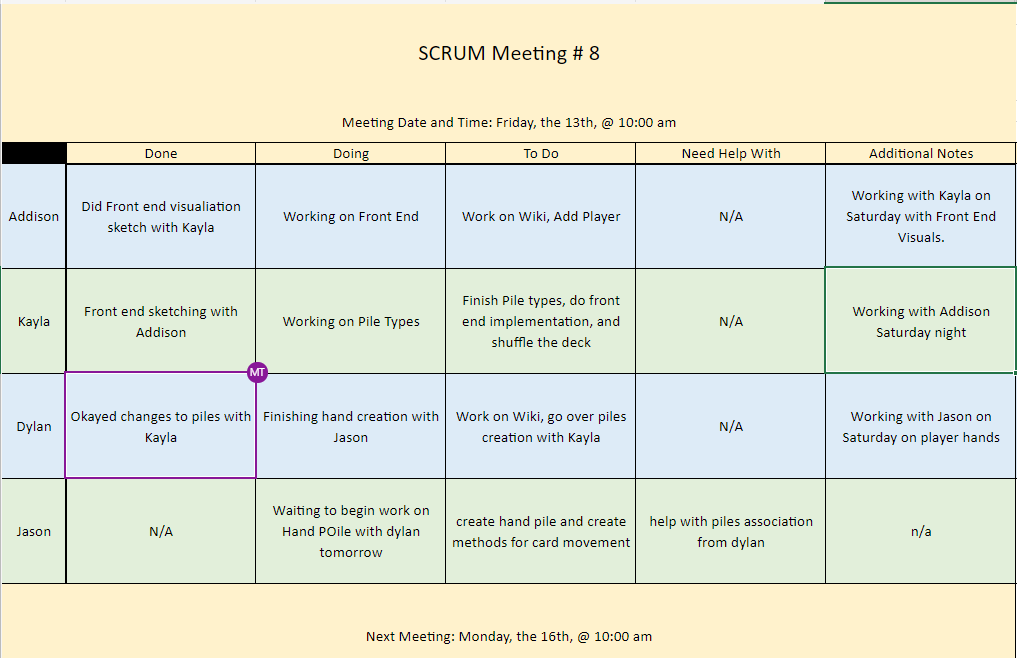 SCRUM Meeting # 8
Meeting Date and Time: Friday, the 13th, @ 10:00 am
Done
Doing
To Do
Need Help With
Additional Notes
Addison
Did Front end visualiation
sketch with Kayla
Working on Front End
Work on Wiki, Add Player
N/A
Working with Kayla on
Saturday with Front End
Visuals.
Kayla
Front end sketching with
Addison
Working on Pile Types
Finish Pile types, do front
end implementation, and
shuffle the deck
N/A
Working with Addison
Saturday night
MT
Dylan
Okayed changes to piles with
Kayla
Finishing hand creation with
Jason
Work on Wiki, go over piles
creation with Kayla
N/A
Working with Jason on
Saturday on player hands
Jason
N/A
Waiting to begin work on
Hand POile with dylan
tomorrow
create hand pile and create
methods for card movement
help with piles association
from dylan
n/a
Next Meeting: Monday, the 16th, @ 10:00 am